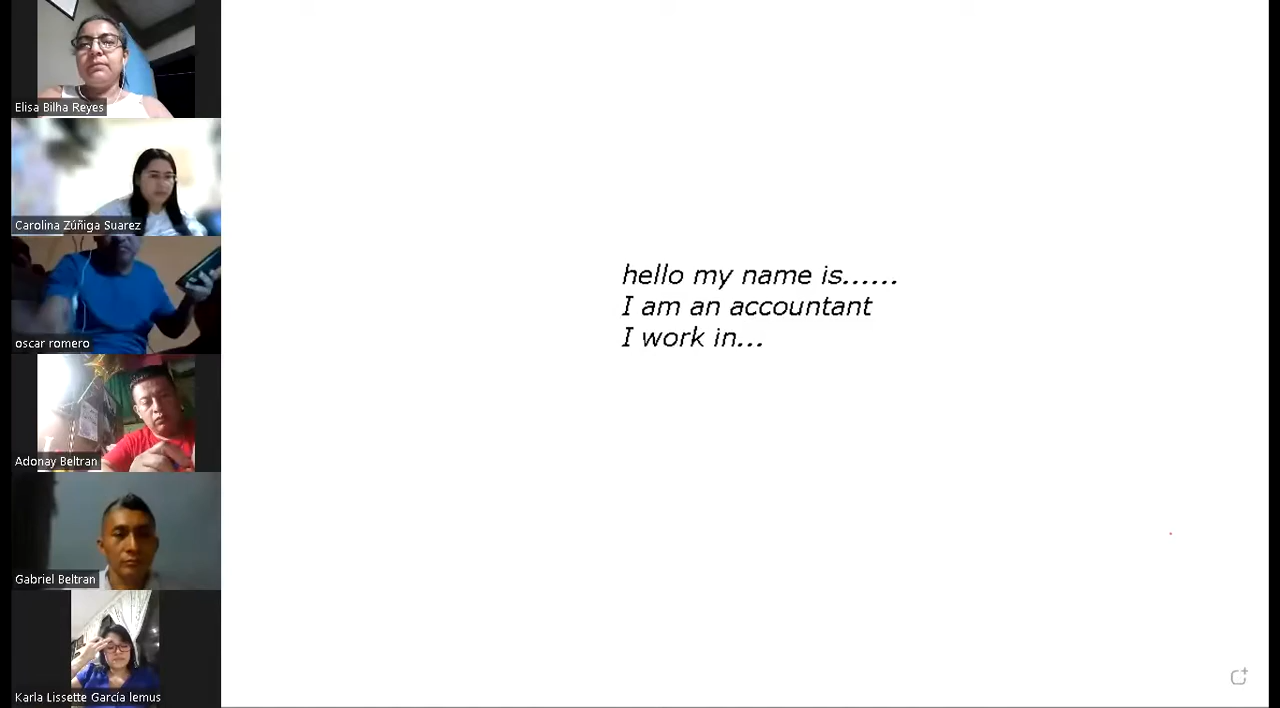 Elisa Bilha Reyes
Carolina Zúñiga Suarez
oscar romero
Adonay Beltran
Gabriel Beltran
Karla Lissette García lemus
hello my name is......
I am an accountant
I work in...